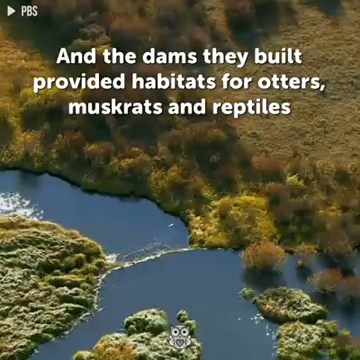 PBS
And the dams they built
provided habitats for otters,
muskrats and reptiles